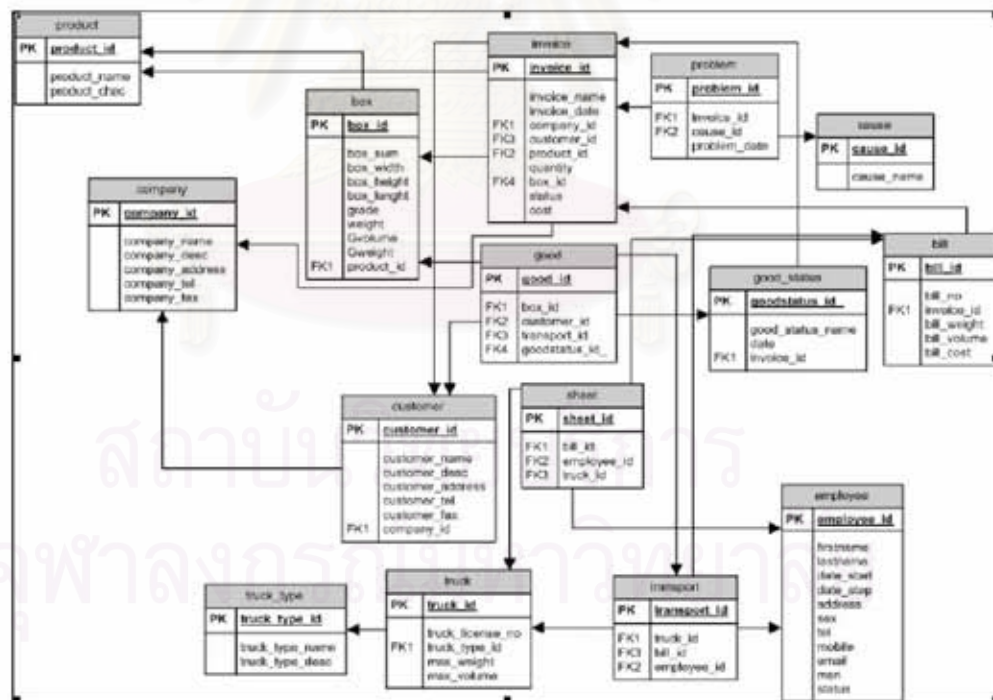 product
PK product_id
product_name
product_chec
invoice
PK invoice_id
invoice_name
invoice_date
FK1 company_id
FK3 customer_id
FK2 product_id
quantity
FK4 box_id
status
cost
problem
PK problem_id
FK1 invoice_id
FK2 cause_id
problem_date
cause
PK cause_id
cause_name
box
PK box_id
box_sum
box_width
box_height
box_lenght
grade
weight
Gvolume
Gweight
FK1 product_id
company
PK company_id
company_name
company_desc
company_address
company_tel
company_fax
good
PK good_id
FK1 box_id
FK2 customer_id
FK3 transport_id
FK4 goodstatus_id_
good_status
PK goodstatus_id_
good_status_name
date
FK1 invoice_id
bill
PK bill_id
bill_no
FK1 invoice_id
bill_weight
bill_volume
bill_cost
customer
PK customer_id
customer_name
customer_desc
customer_address
customer_tel
customer_fax
FK1 company_id
sheet
PK sheet_id
FK1 bill_id
FK2 employee_id
FK3 truck_id
employee
PK employee_id
firstname
lastname
date_start
date_stop
address
sex
tel
mobile
email
status
truck_type
PK truck_type_id
truck_type_name
truck_type_desc
truck
PK truck_id
truck_license_no
FK1 truck_type_id
max_weight
max_volume
transport
PK transport_id
FK1 truck_id
FK3 bill_id
FK2 employee_id